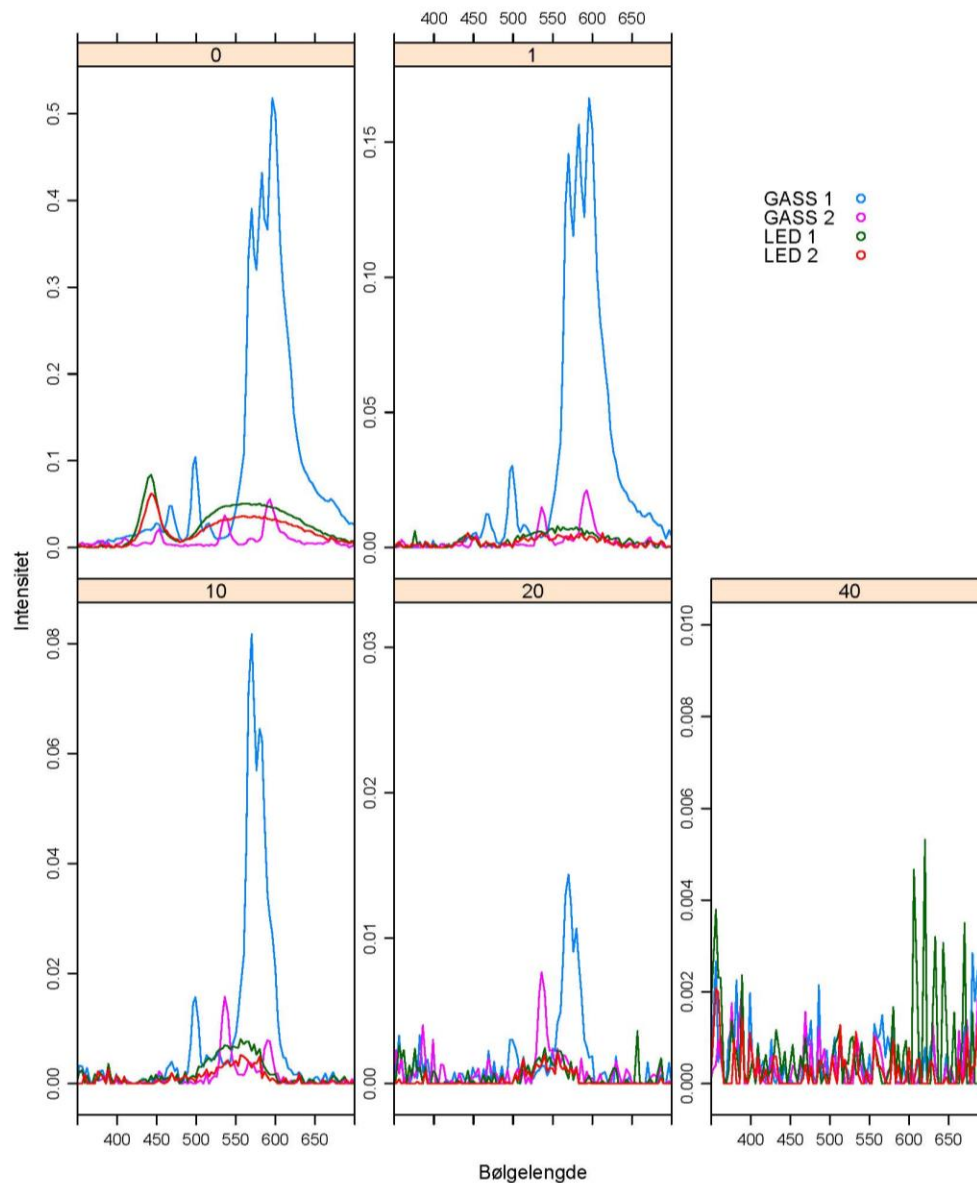 400 450 500 550 600 650
0
1
0.0 0.1 0.2 0.3 0.4 0.5
0.00 0.05 0.10 0.15
GASS 1
GASS 2
LED 1
LED 2
Intensitet
10
20
40
0.00 0.02 0.04 0.06 0.08
0.00 0.01 0.02 0.03
0.000 0.002 0.004 0.006 0.008 0.010
400 450 500 550 600 650
400 450 500 550 600 650
Bølgelengde